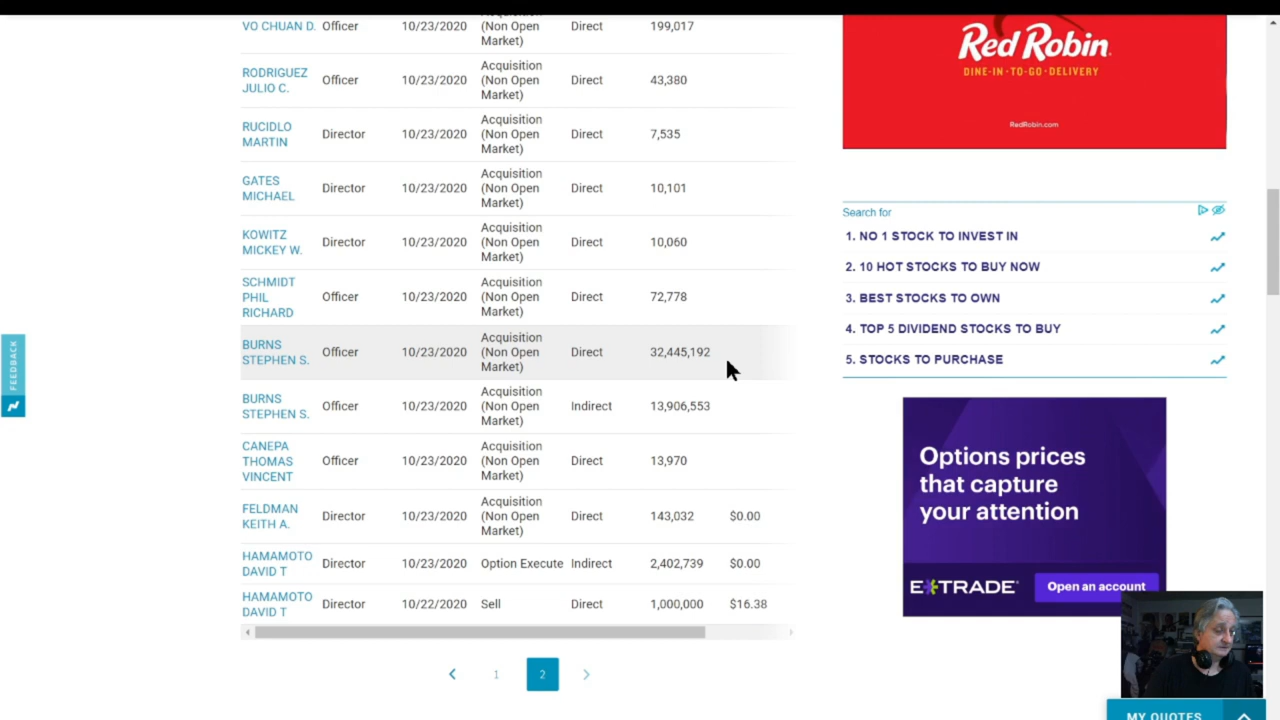 VO CHUAN D. Officer 10/23/2020 (Non Open Market) Direct 199,017
RODRIGUEZ JULIO C. Officer 10/23/2020 Acquisition (Non Open Market) Direct 43,380
RUCIDLO MARTIN Director 10/23/2020 Acquisition (Non Open Market) Direct 7,535
GATES MICHAEL Director 10/23/2020 Acquisition (Non Open Market) Direct 10,101
KOWITZ MICKEY W. Director 10/23/2020 Acquisition (Non Open Market) Direct 10,060
SCHMIDT PHIL RICHARD Officer 10/23/2020 Acquisition (Non Open Market) Direct 72,778
BURNS STEPHEN S. Officer 10/23/2020 Acquisition (Non Open Market) Direct 32,445,192
BURNS STEPHEN S. Officer 10/23/2020 Acquisition (Non Open Market) Indirect 13,906,553
CANEPA THOMAS VINCENT Officer 10/23/2020 Acquisition (Non Open Market) Direct 13,970
FELDMAN KEITH A. Director 10/23/2020 Acquisition (Non Open Market) Direct 143,032 $0.00
HAMAMOTO DAVID T Director 10/23/2020 Option Execute Indirect 2,402,739 $0.00
HAMAMOTO DAVID T Director 10/22/2020 Sell Direct 1,000,000 $16.38
1 2
FEEDBACK
Red Robin
DINE-IN·TO-GO·DELIVERY
RedRobin.com
Search for
1. NO 1 STOCK TO INVEST IN
2. 10 HOT STOCKS TO BUY NOW
3. BEST STOCKS TO OWN
4. TOP 5 DIVIDEND STOCKS TO BUY
5. STOCKS TO PURCHASE
Options prices
that capture
your attention
E*TRADE Open an account
MY QUOTES